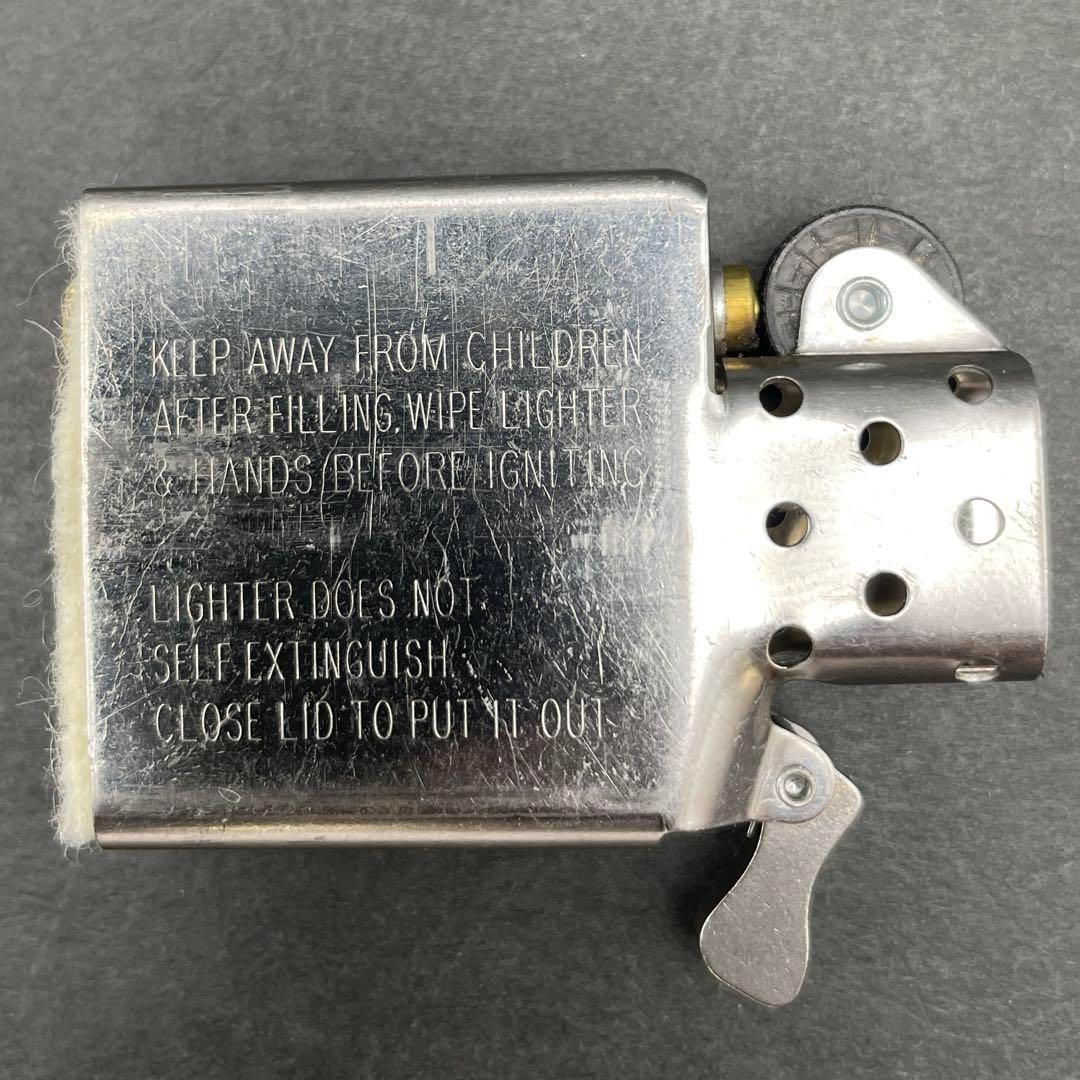 KEEP AWAY FROM CHILDREN
AFTER FILLING, WIPE LIGHTER
& HANDS BEFORE IGNITING
LIGHTER DOES NOT
SELF EXTINGUISH.
CLOSE LID TO PUT IT OUT.